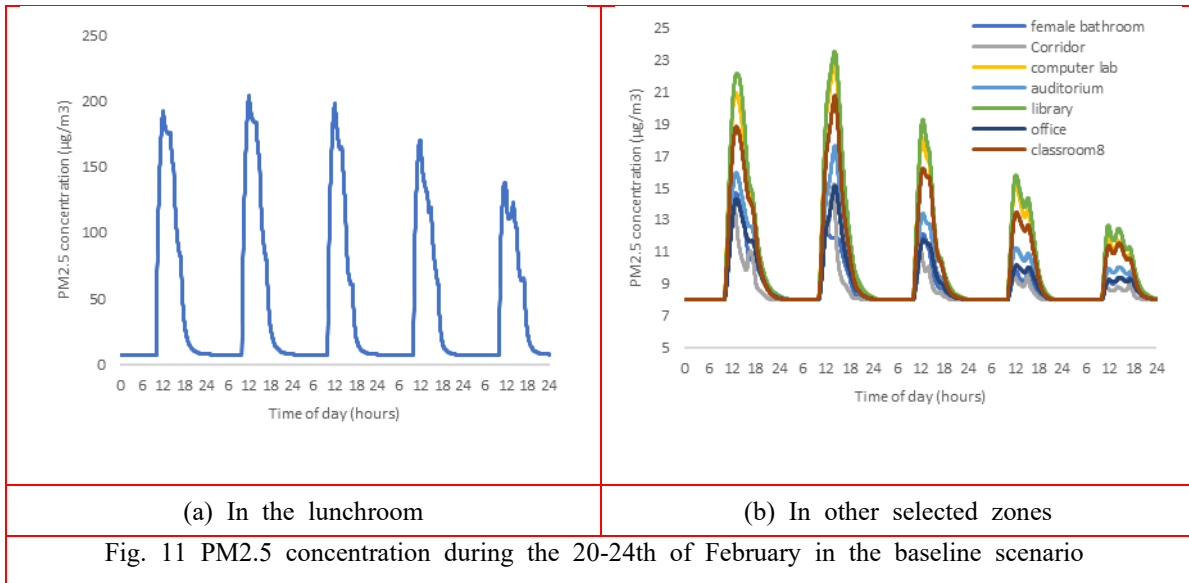 250
200
150
100
50
0
PM2.5 concentration (µg/m3)
0 6 12 18 24 6 12 18 24 6 12 18 24 6 12 18 24 6 12 18 24
Time of day (hours)
25
23
21
19
17
15
13
11
9
7
5
PM2.5 concentration (µg/m3)
0 6 12 18 24 6 12 18 24 6 12 18 24 6 12 18 24 6 12 18 24
Time of day (hours)
female bathroom
Corridor
computer lab
auditorium
library
office
classroom8
(a) In the lunchroom
(b) In other selected zones
Fig. 11 PM2.5 concentration during the 20-24th of February in the baseline scenario